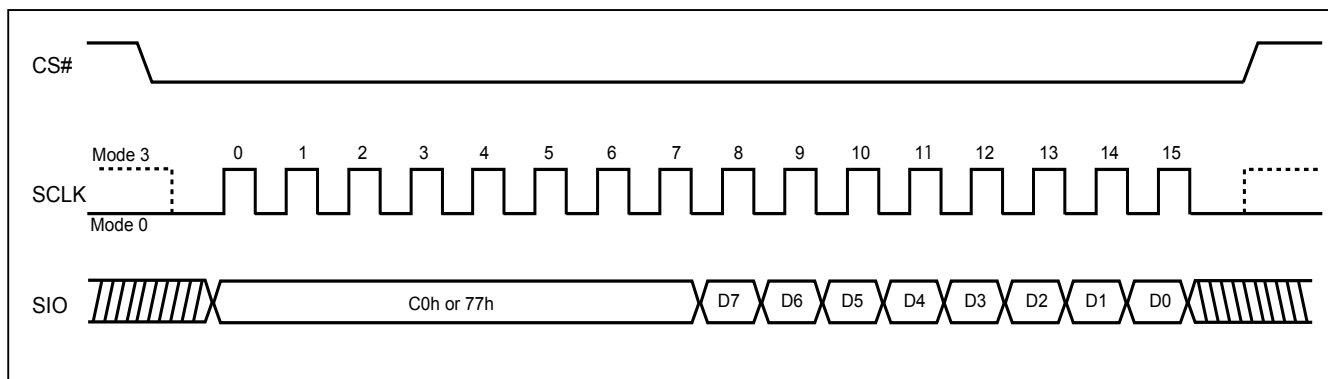 CS#
Mode 3
0 1 2 3 4 5 6 7 8 9 10 11 12 13 14 15
SCLK
Mode 0
SIO
C0h or 77h D7 D6 D5 D4 D3 D2 D1 D0